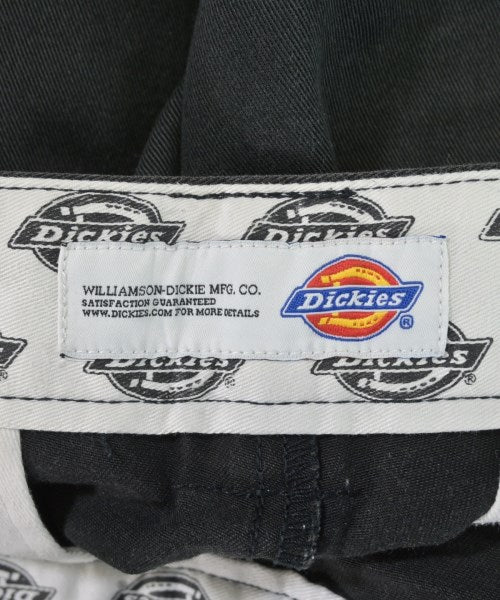 Dickies Dickies
WILLIAMSON-DICKIE MFG. CO.
SATISFACTION GUARANTEED
WWW.DICKIES.COM FOR MORE DETAILS
Dickies®